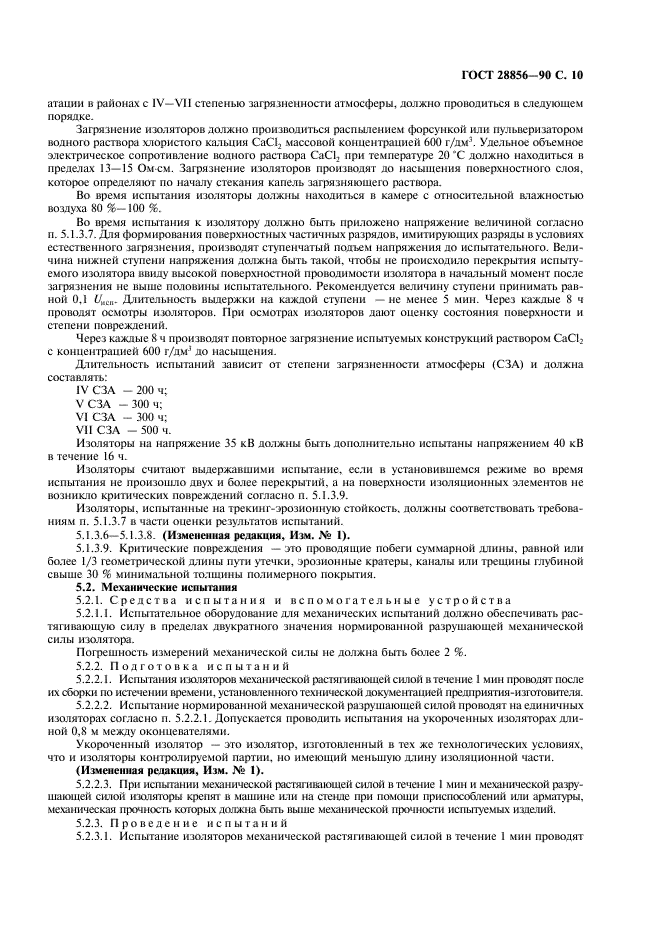 ГОСТ 28856—90 С. 10
атации в районах с IV—VII степенью загрязненности атмосферы, должно проводиться в следующем
порядке.
Загрязнение изоляторов должно производиться распылением форсункой или пульверизатором
водного раствора хлористого кальция CaCl₂ массовой концентрацией 600 г/дм³. Удельное объемное
электрическое сопротивление водного раствора CaCl₂ при температуре 20 °С должно находиться в
пределах 13—15 Ом·см. Загрязнение изоляторов производят до насыщения поверхностного слоя,
которое определяют по началу стекания капель загрязняющего раствора.
Во время испытания изоляторы должны находиться в камере с относительной влажностью
воздуха 80 %—100 %.
Во время испытания к изолятору должно быть приложено напряжение величиной согласно
п. 5.1.3.7. Для формирования поверхностных частичных разрядов, имитирующих разряды в условиях
естественного загрязнения, производят ступенчатый подъем напряжения до испытательного. Вели-
чина нижней ступени напряжения должна быть такой, чтобы не происходило перекрытия испыту-
емого изолятора ввиду высокой поверхностной проводимости изолятора в начальный момент после
загрязнения не выше половины испытательного. Рекомендуется величину ступени принимать рав-
ной 0,1 Uисп. Длительность выдержки на каждой ступени — не менее 5 мин. Через каждые 8 ч
проводят осмотры изоляторов. При осмотрах изоляторов дают оценку состояния поверхности и
степени повреждений.
Через каждые 8 ч производят повторное загрязнение испытуемых конструкций раствором CaCl₂
с концентрацией 600 г/дм³ до насыщения.
Длительность испытаний зависит от степени загрязненности атмосферы (СЗА) и должна
составлять:
IV СЗА — 200 ч;
V СЗА — 300 ч;
VI СЗА — 300 ч;
VII СЗА — 500 ч.
Изоляторы на напряжение 35 кВ должны быть дополнительно испытаны напряжением 40 кВ
в течение 16 ч.
Изоляторы считают выдержавшими испытание, если в установившемся режиме во время
испытания не произошло двух и более перекрытий, а на поверхности изоляционных элементов не
возникло критических повреждений согласно п. 5.1.3.9.
Изоляторы, испытанные на трекинг-эрозионную стойкость, должны соответствовать требова-
ниям п. 5.1.3.7 в части оценки результатов испытаний.
5.1.3.6—5.1.3.8. (Измененная редакция, Изм. № 1).
5.1.3.9. Критические повреждения — это проводящие побеги суммарной длины, равной или
более 1/3 геометрической длины пути утечки, эрозионные кратеры, каналы или трещины глубиной
свыше 30 % минимальной толщины полимерного покрытия.
5.2. Механические испытания
5.2.1. Средства испытания и вспомогательные устройства
5.2.1.1. Испытательное оборудование для механических испытаний должно обеспечивать рас-
тягивающую силу в пределах двукратного значения нормированной разрушающей механической
силы изолятора.
Погрешность измерений механической силы не должна быть более 2 %.
5.2.2. Подготовка испытаний
5.2.2.1. Испытания изоляторов механической растягивающей силой в течение 1 мин проводят после
их сборки по истечении времени, установленного технической документацией предприятия-изготовителя.
5.2.2.2. Испытание нормированной механической разрушающей силой проводят на единичных
изоляторах согласно п. 5.2.2.1. Допускается проводить испытания на укороченных изоляторах дли-
ной 0,8 м между оконцевателями.
Укороченный изолятор — это изолятор, изготовленный в тех же технологических условиях,
что и изоляторы контролируемой партии, но имеющий меньшую длину изоляционной части.
(Измененная редакция, Изм. № 1).
5.2.2.3. При испытании механической растягивающей силой в течение 1 мин и механической разру-
шающей силой изоляторы крепят в машине или на стенде при помощи приспособлений или арматуры,
механическая прочность которых должна быть выше механической прочности испытуемых изделий.
5.2.3. Проведение испытаний
5.2.3.1. Испытание изоляторов механической растягивающей силой в течение 1 мин проводят